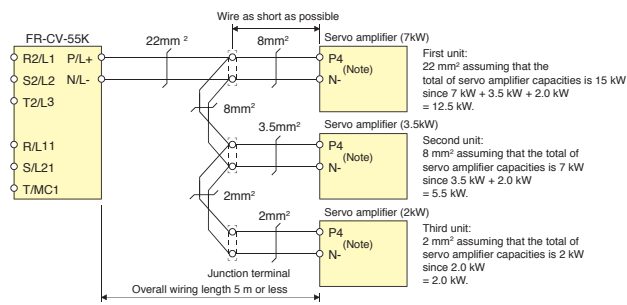 Wire as short as possible
FR-CV-55K
22mm²
8mm²
Servo amplifier (7kW)
R2/L1 P/L+
S2/L2 N/L-
T2/L3
R/L11
S/L21
T/MC1
P4
(Note)
N-
First unit:
22 mm² assuming that the
total of servo amplifier capacities is 15 kW
since 7 kW + 3.5 kW + 2.0 kW
= 12.5 kW.
8mm²
3.5mm²
Servo amplifier (3.5kW)
P4
(Note)
N-
Second unit:
8 mm² assuming that the total of
servo amplifier capacities is 7 kW
since 3.5 kW + 2.0 kW
= 5.5 kW.
2mm²
2mm²
Servo amplifier (2kW)
P4
(Note)
N-
Third unit:
2 mm² assuming that the total of
servo amplifier capacities is 2 kW
since 2.0 kW
= 2.0 kW.
Junction terminal
Overall wiring length 5 m or less